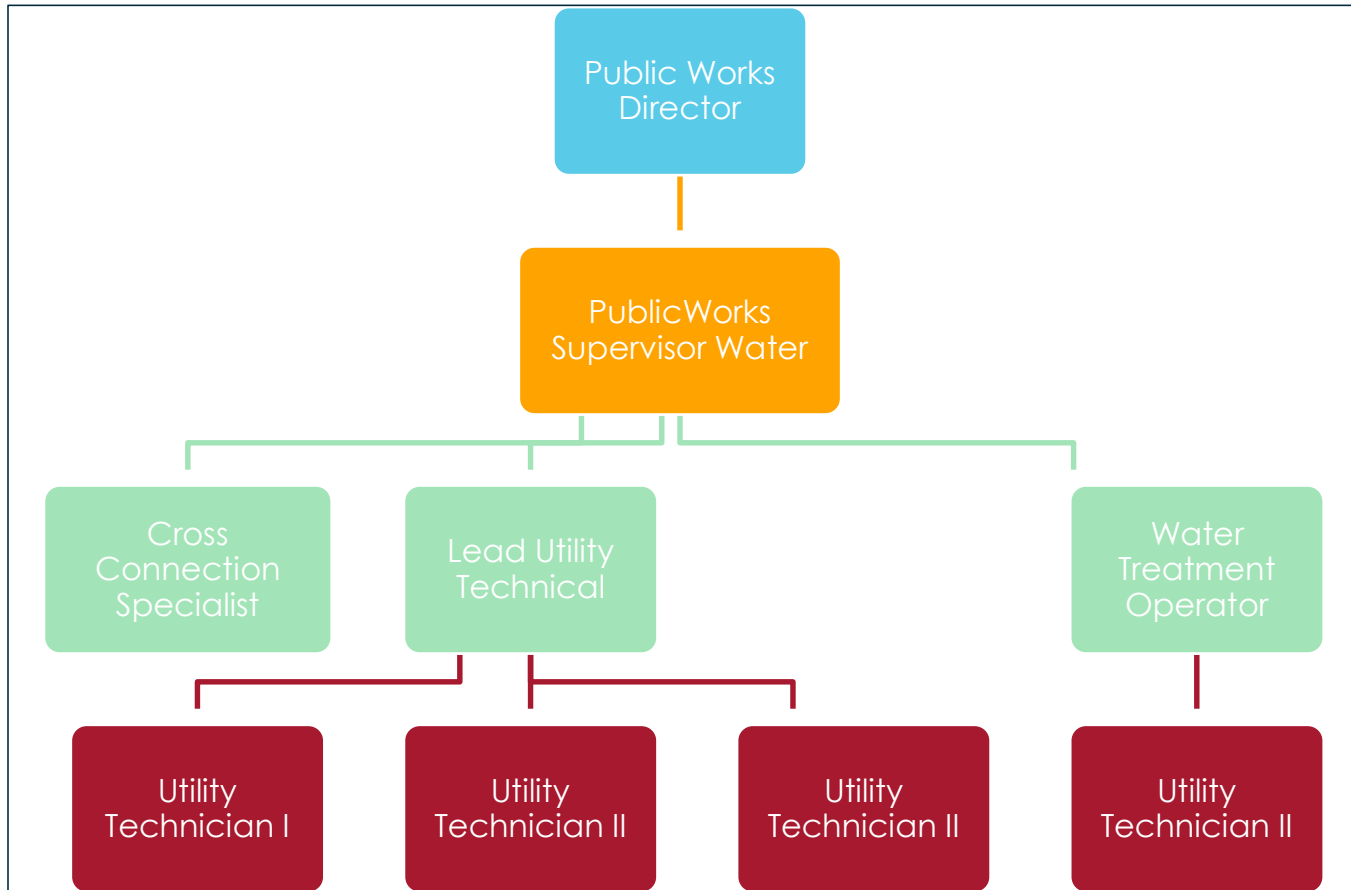 Public Works
Director
PublicWorks
Supervisor Water
Cross
Connection
Specialist
Lead Utility
Technical
Water
Treatment
Operator
Utility
Technician I
Utility
Technician II
Utility
Technician II
Utility
Technician II